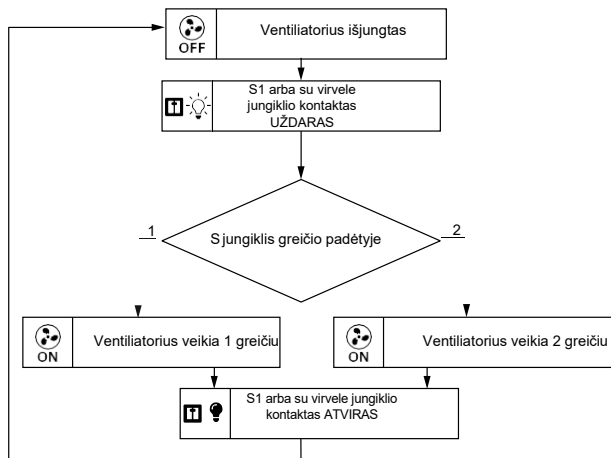 OFF
Ventiliatorius išjungtas
S1 arba su virvele
jungiklio kontaktas
UŽDARAS
1
S jungiklis greičio padėtyje
2
ON
Ventiliatorius veikia 1 greičiu
ON
Ventiliatorius veikia 2 greičiu
S1 arba su virvele jungiklio
kontaktas ATVIRAS